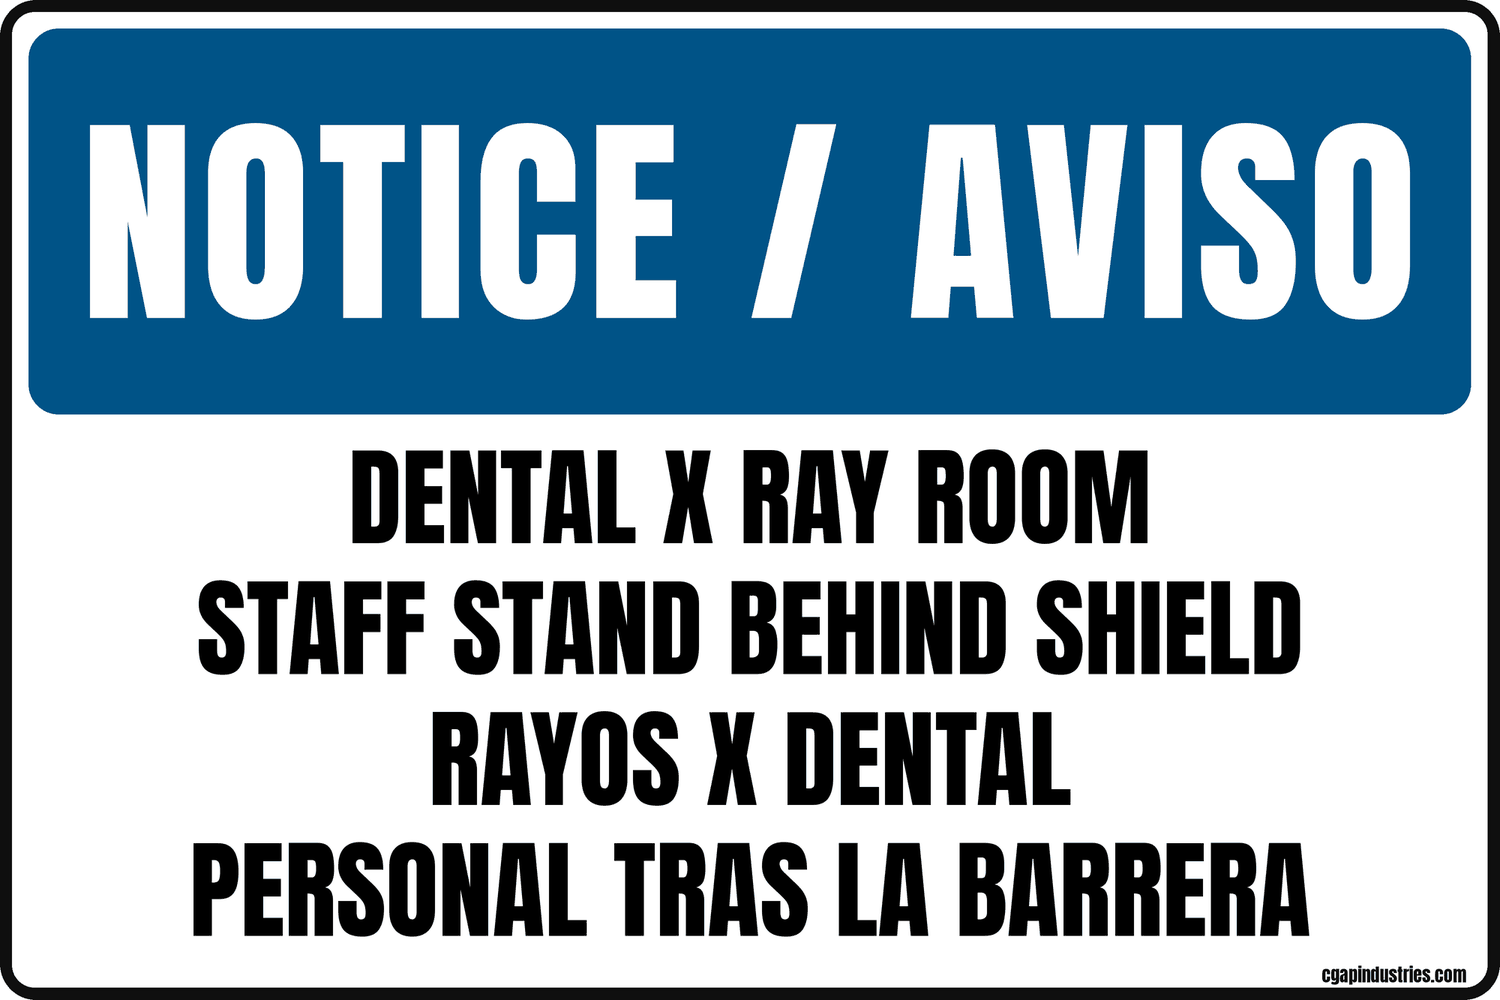 NOTICE / AVISO
DENTAL X RAY ROOM
STAFF STAND BEHIND SHIELD
RAYOS X DENTAL
PERSONAL TRAS LA BARRERA
cgapindustries.com